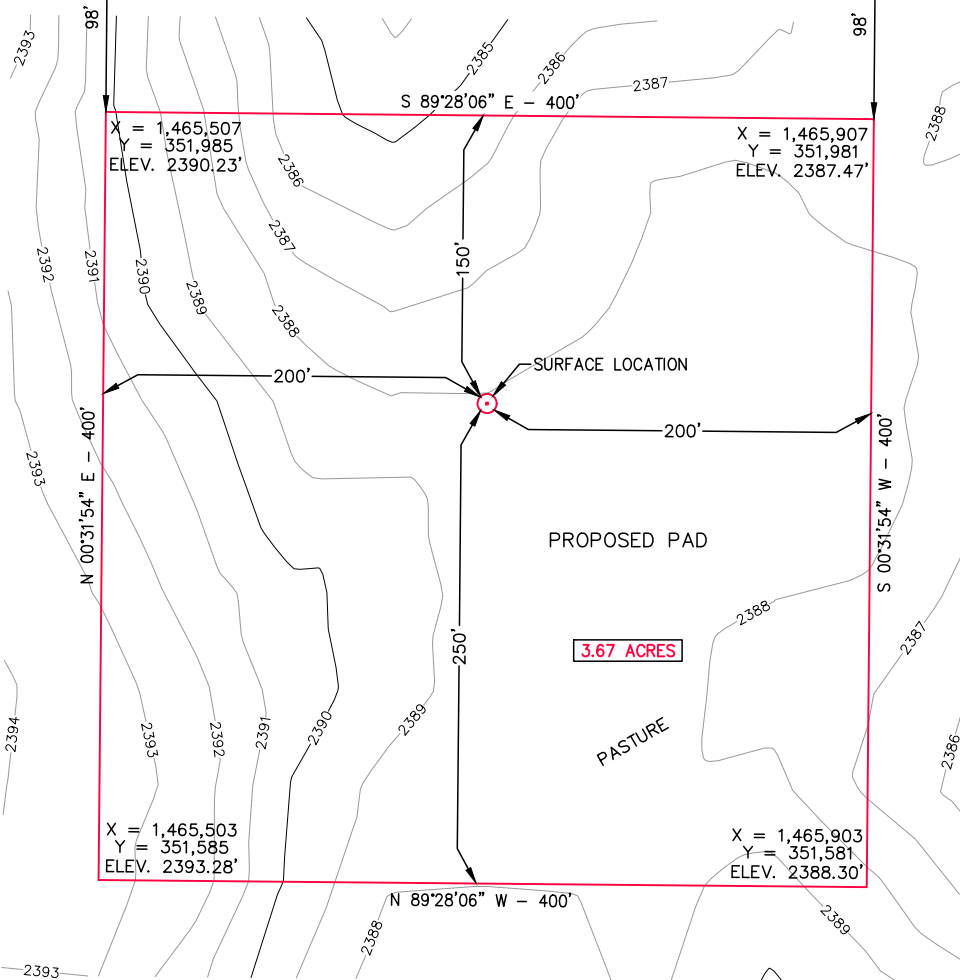 98'
98'
2393
2385
2386
2387
2388
S 89°28'06" E - 400'
X = 1,465,507
Y = 351,985
ELEV. 2390.23'
X = 1,465,907
Y = 351,981
ELEV. 2387.47'
2386
2387
2392
2391
2390
2389
2388
150'
SURFACE LOCATION
200'
200'
N 00°31'54" E - 400'
S 00°31'54" W - 400'
2393
PROPOSED PAD
2388
2387
250'
3.67 ACRES
2394
2393
2392
2391
2390
2389
PASTURE
2386
X = 1,465,503
Y = 351,585
ELEV. 2393.28'
X = 1,465,903
Y = 351,581
ELEV. 2388.30'
N 89°28'06" W - 400'
2388
2389
2393